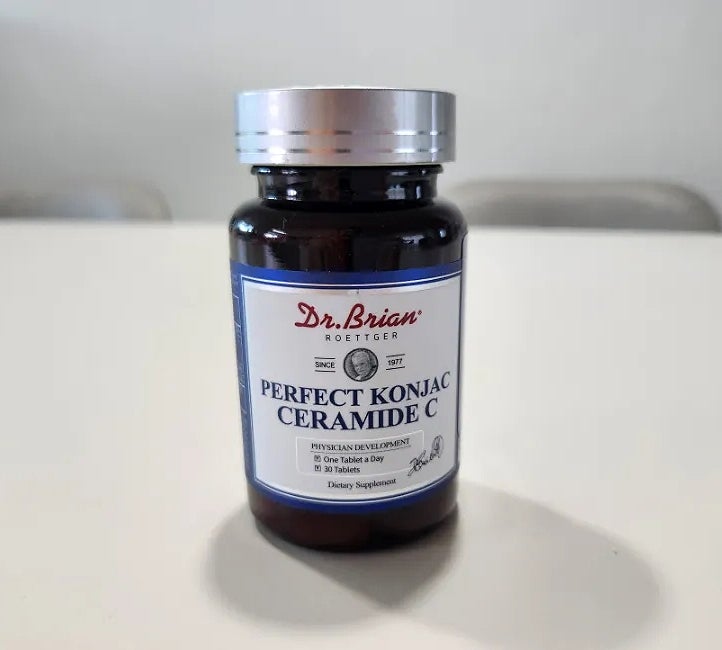 Dr.Brian®
ROETTGER
SINCE 1977
PERFECT KONJAC
CERAMIDE C
PHYSICIAN DEVELOPMENT
One Tablet a Day
30 Tablets
Dietary Supplement